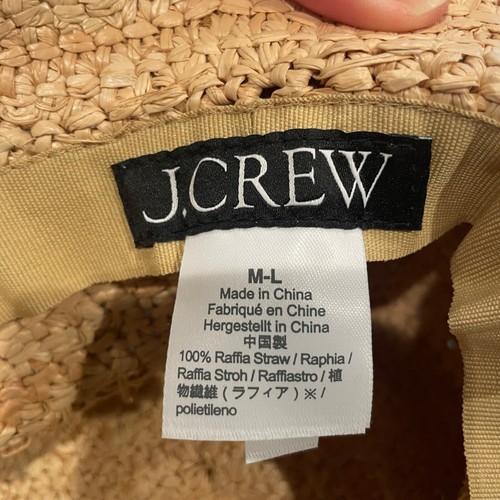 J.CREW
M-L
Made in China
Fabriqué en Chine
Hergestellt in China
中国製
100% Raffia Straw / Raphia /
Raffia Stroh / Raffiastro / 植
物繊維 (ラフィア) ※ /
polietileno